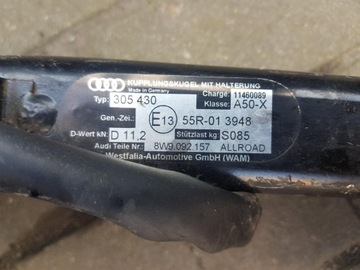 KUPPLUNGSKUGEL MIT HALTERUNG
Made in Germany Charge: 11460089
Typ: 305 430 Klasse: A50-X
Gen.-Zei.: E13 55R-01 3948
D-Wert kN: D 11,2 Stützlast kg: S085
Audi Teile Nr.: 8W9.092.157 ALLROAD
Westfalia-Automotive GmbH (WAM)